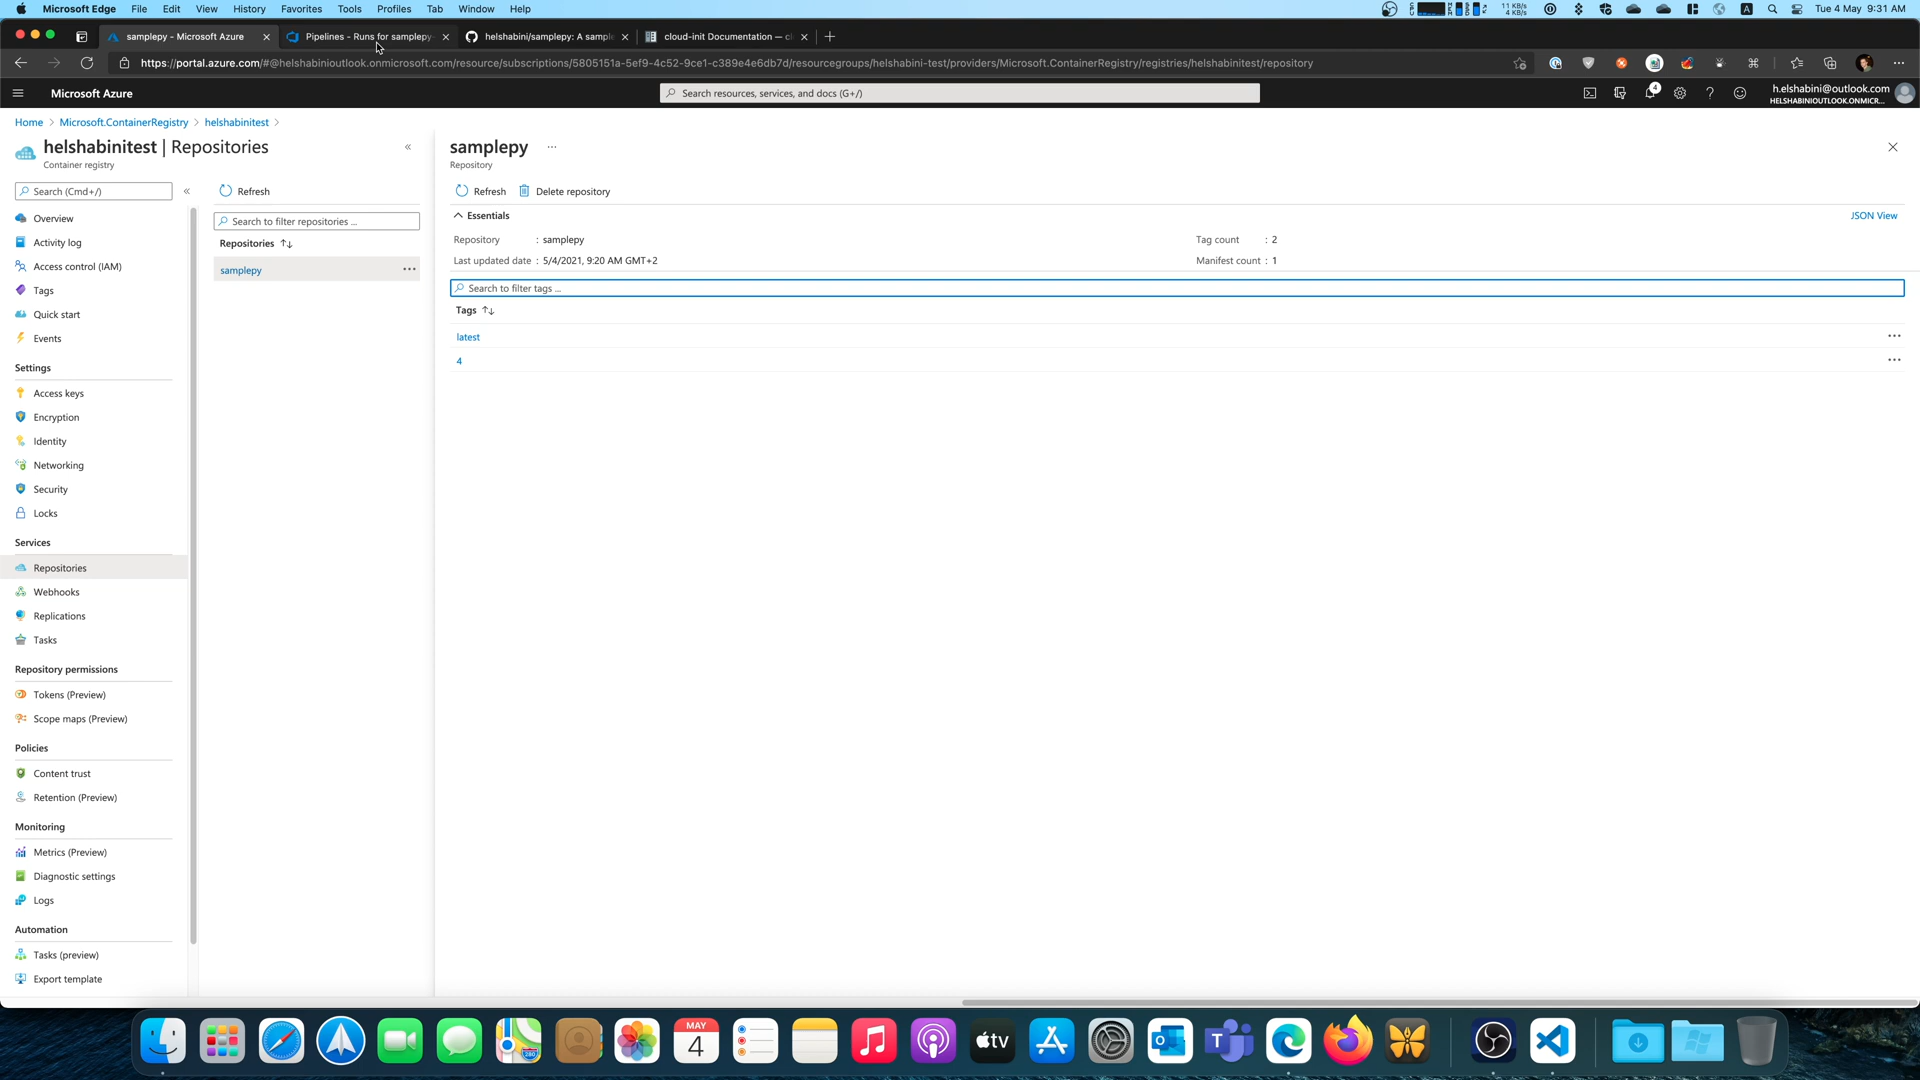 Microsoft Edge File Edit View History Favorites Tools Profiles Tab Window Help 11 KB/s 4 KB/s A Tue 4 May 9:31 AM
samplepy - Microsoft Azure Pipelines - Runs for samplepy helshabini/samplepy: A sample cloud-init Documentation — cl
https://portal.azure.com/#@helshabinioutlook.onmicrosoft.com/resource/subscriptions/5805151a-5ef9-4c52-9ce1-c389e4e6db7d/resourcegroups/helshabini-test/providers/Microsoft.ContainerRegistry/registries/helshabinitest/repository
Microsoft Azure Search resources, services, and docs (G+/) 4 h.elshabini@outlook.com
HELSHABINIOUTLOOK.ONMICR...
Home > Microsoft.ContainerRegistry > helshabinitest >
helshabinitest | Repositories
Container registry
samplepy ...
Repository
Search (Cmd+/)
Refresh
Refresh Delete repository
Overview
Activity log
Access control (IAM)
Tags
Quick start
Events
Settings
Access keys
Encryption
Identity
Networking
Security
Locks
Services
Repositories
Webhooks
Replications
Tasks
Repository permissions
Tokens (Preview)
Scope maps (Preview)
Policies
Content trust
Retention (Preview)
Monitoring
Metrics (Preview)
Diagnostic settings
Logs
Automation
Tasks (preview)
Export template
Search to filter repositories ...
Repositories
samplepy ...
Essentials JSON View
Repository : samplepy Tag count : 2
Last updated date : 5/4/2021, 9:20 AM GMT+2 Manifest count : 1
Search to filter tags ...
Tags
latest ...
4 ...
MAY
4
280
tv